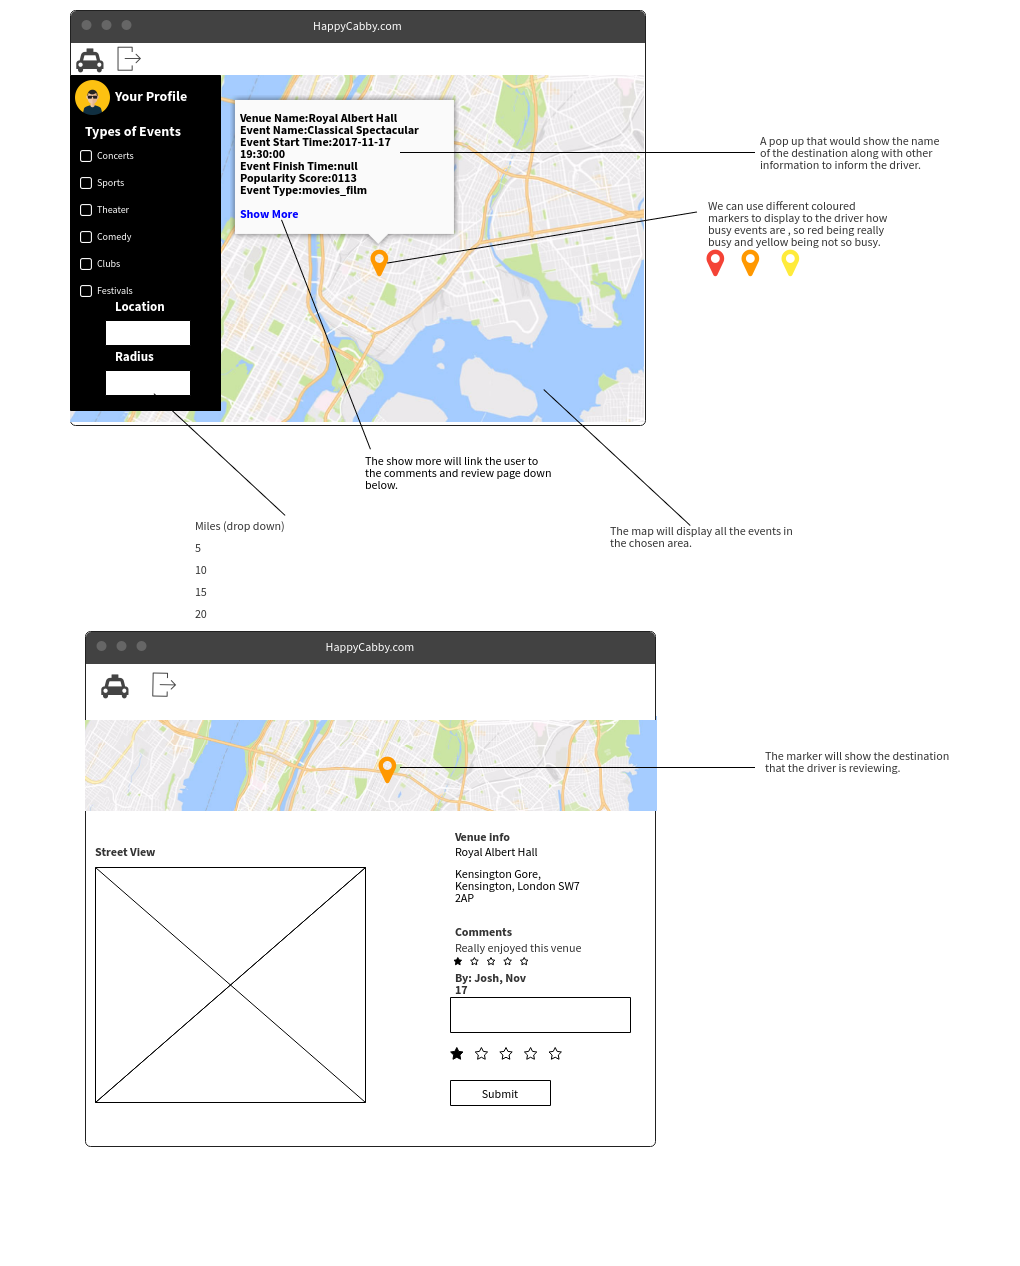 HappyCabby.com
Your Profile
Types of Events
Concerts
Sports
Theater
Comedy
Clubs
Festivals
Location
Radius
Venue Name:Royal Albert Hall
Event Name:Classical Spectacular
Event Start Time:2017-11-17
19:30:00
Event Finish Time:null
Popularity Score:0113
Event Type:movies_film
Show More
A pop up that would show the name
of the destination along with other
information to inform the driver.
We can use different coloured
markers to display to the driver how
busy events are , so red being really
busy and yellow being not so busy.
The show more will link the user to
the comments and review page down
below.
Miles (drop down)
5
10
15
20
The map will display all the events in
the chosen area.
HappyCabby.com
The marker will show the destination
that the driver is reviewing.
Street View
Venue info
Royal Albert Hall
Kensington Gore,
Kensington, London SW7
2AP
Comments
Really enjoyed this venue
By: Josh, Nov
17
Submit